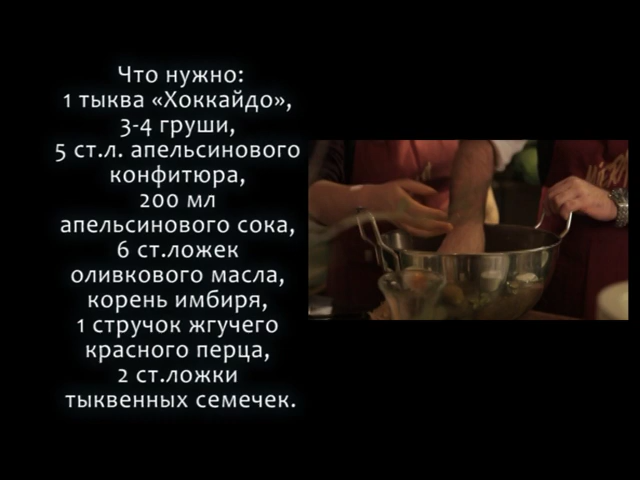 Что нужно:
1 тыква «Хоккайдо»,
3-4 груши,
5 ст.л. апельсинового
конфитюра,
200 мл
апельсинового сока,
6 ст.ложек
оливкового масла,
корень имбиря,
1 стручок жгучего
красного перца,
2 ст.ложки
тыквенных семечек.